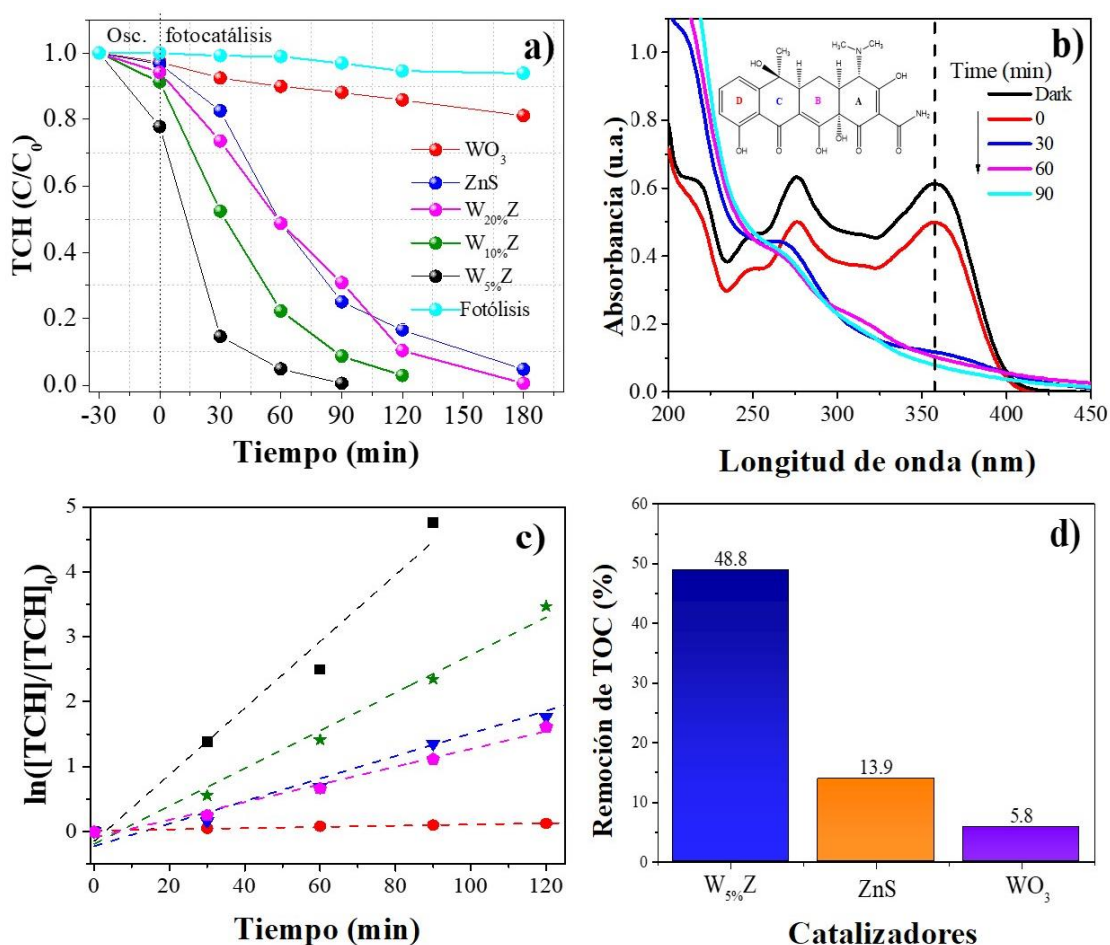 a)
Osc. fotocatálisis
TCH (C/C0)
1.0
0.8
0.6
0.4
0.2
0.0
WO3
ZnS
W20%Z
W10%Z
W5%Z
Fotólisis
-30 0 30 60 90 120 150 180
Tiempo (min)
b)
Absorbancia (u.a.)
1.0
0.8
0.6
0.4
0.2
0.0
Time (min)
Dark
0
30
60
90
H3C
CH3
N
HO
CH3
H
H
OH
D C B A
NH2
OH
O
OH
OH
O
O
200 250 300 350 400 450
Longitud de onda (nm)
c)
ln([TCH]/[TCH]0)
5
4
3
2
1
0
0 20 40 60 80 100 120
Tiempo (min)
d)
Remoción de TOC (%)
60
50
40
30
20
10
0
48.8
13.9
5.8
W5%Z ZnS WO3
Catalizadores